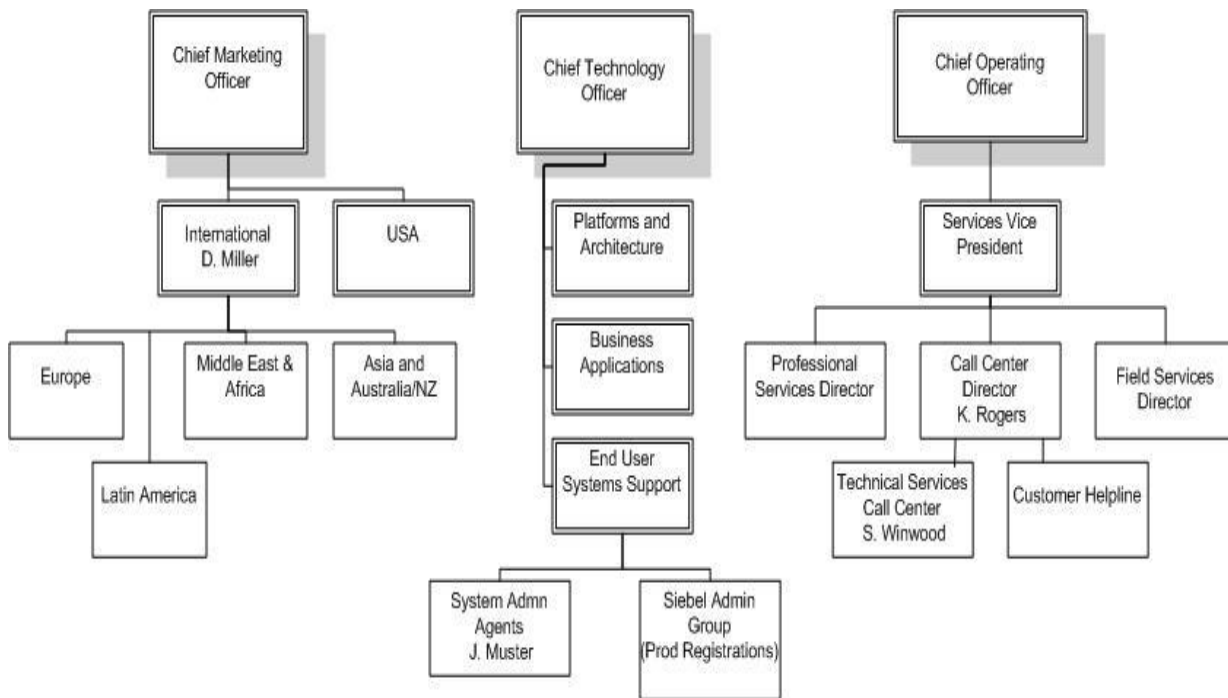 Chief Marketing
Officer
Chief Technology
Officer
Chief Operating
Officer
International
D. Miller
USA
Platforms and
Architecture
Services Vice
President
Europe
Middle East &
Africa
Asia and
Australia/NZ
Business
Applications
Professional
Services Director
Call Center
Director
K. Rogers
Field Services
Director
Latin America
End User
Systems Support
Technical Services
Call Center
S. Winwood
Customer Helpline
System Admn
Agents
J. Muster
Siebel Admin
Group
(Prod Registrations)